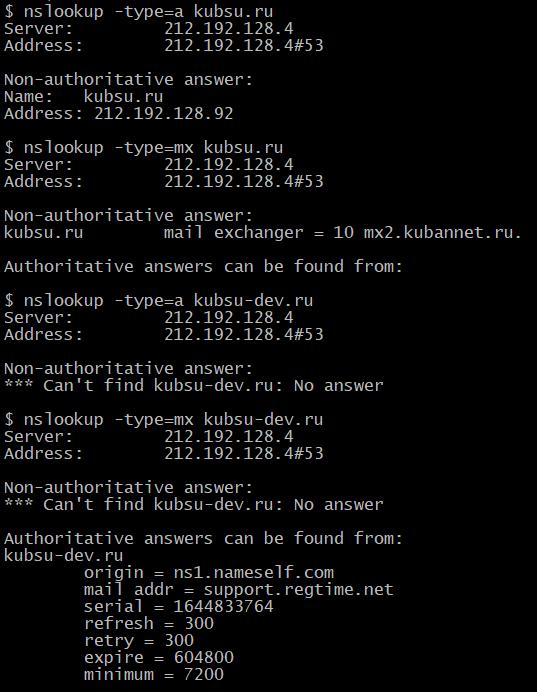 $ nslookup -type=a kubsu.ru
Server:         212.192.128.4
Address:        212.192.128.4#53

Non-authoritative answer:
Name:   kubsu.ru
Address: 212.192.128.92

$ nslookup -type=mx kubsu.ru
Server:         212.192.128.4
Address:        212.192.128.4#53

Non-authoritative answer:
kubsu.ru        mail exchanger = 10 mx2.kubannet.ru.

Authoritative answers can be found from:

$ nslookup -type=a kubsu-dev.ru
Server:         212.192.128.4
Address:        212.192.128.4#53

Non-authoritative answer:
*** Can't find kubsu-dev.ru: No answer

$ nslookup -type=mx kubsu-dev.ru
Server:         212.192.128.4
Address:        212.192.128.4#53

Non-authoritative answer:
*** Can't find kubsu-dev.ru: No answer

Authoritative answers can be found from:
kubsu-dev.ru
        origin = ns1.nameself.com
        mail addr = support.regtime.net
        serial = 1644833764
        refresh = 300
        retry = 300
        expire = 604800
        minimum = 7200